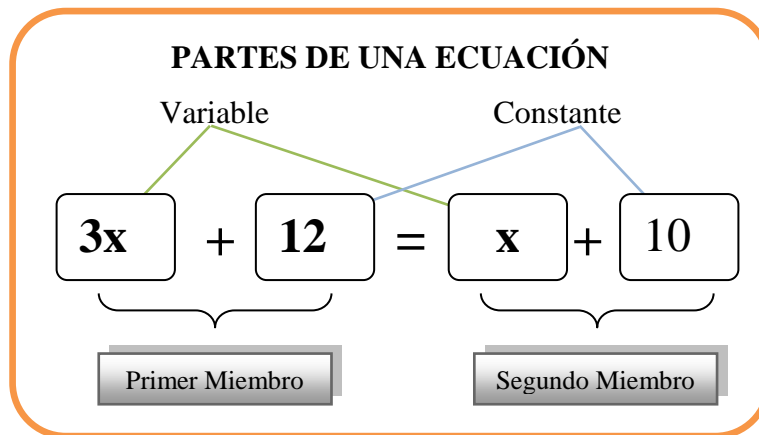 PARTES DE UNA ECUACIÓN
Variable Constante
3x + 12 = x + 10
Primer Miembro Segundo Miembro